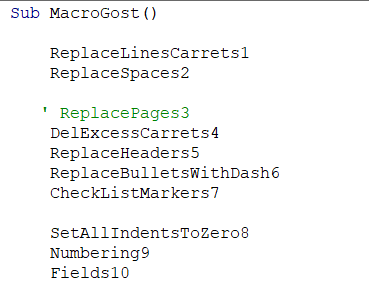 Sub MacroGost()
ReplaceLinesCarrets1
ReplaceSpaces2
' ReplacePages3
DelExcessCarrets4
ReplaceHeaders5
ReplaceBulletsWithDash6
CheckListMarkers7
SetAllIndentsToZero8
Numbering9
Fields10